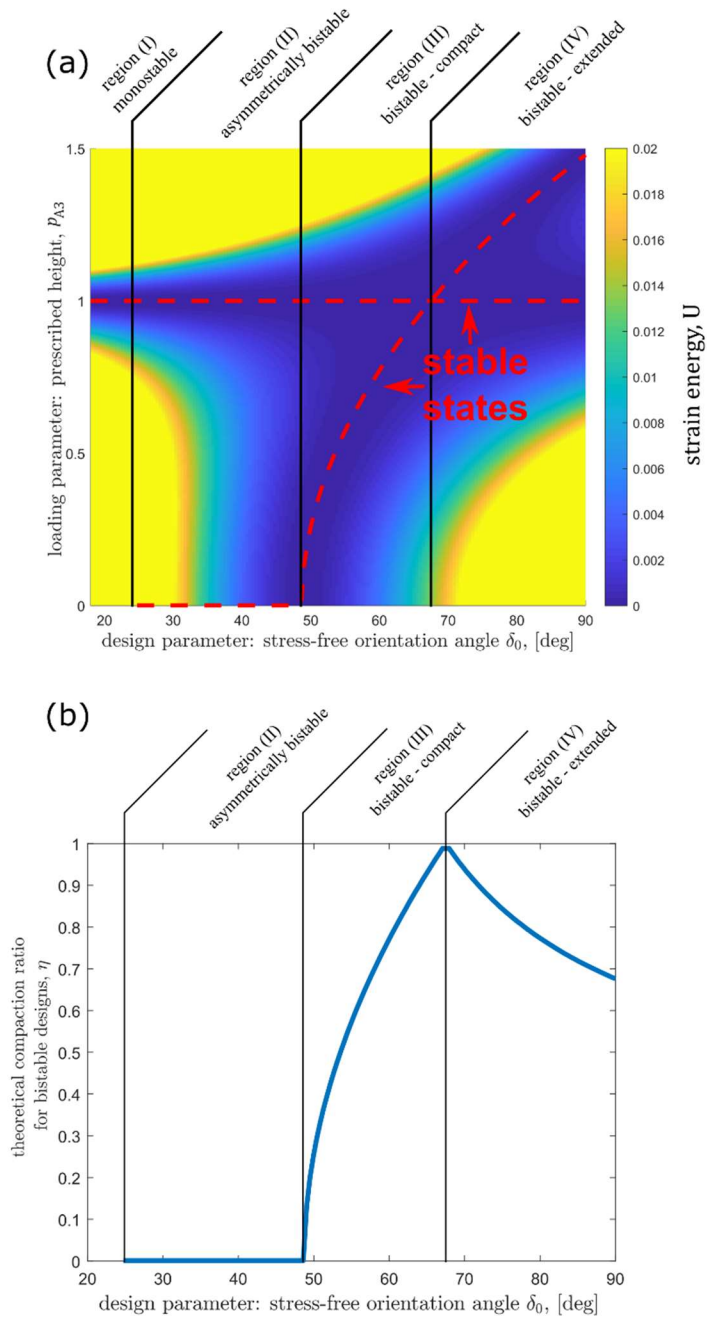 (a)
region (I)
monostable
region (II)
asymmetrically bistable
region (III)
bistable - compact
region (IV)
bistable - extended
loading parameter: prescribed height, p_A3
1.5
1
0.5
0
stable
states
20
30
40
50
60
70
80
90
design parameter: stress-free orientation angle δ₀, [deg]
0.02
0.018
0.016
0.014
0.012
0.01
0.008
0.006
0.004
0.002
0
strain energy, U
(b)
region (II)
asymmetrically bistable
region (III)
bistable - compact
region (IV)
bistable - extended
theoretical compaction ratio
for bistable designs, η
1
0.9
0.8
0.7
0.6
0.5
0.4
0.3
0.2
0.1
0
20
30
40
50
60
70
80
90
design parameter: stress-free orientation angle δ₀, [deg]